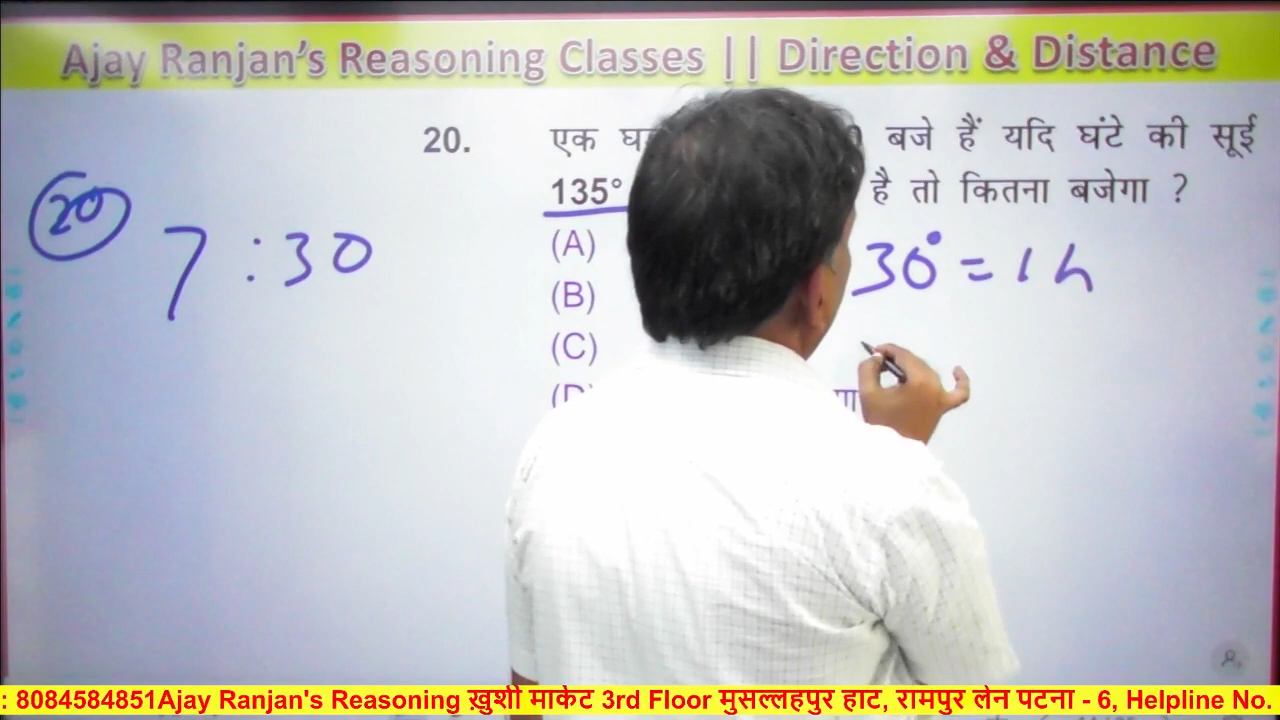 Ajay Ranjan's Reasoning Classes || Direction & Distance
20. एक बजे हैं यदि घंटे की सूई
135° है तो कितना बजेगा ?
20 7 : 30
(A) 30° = 1 h
(B)
(C)
: 8084584851Ajay Ranjan's Reasoning ख़ुशी मार्केट 3rd Floor मुसल्लहपुर हाट, रामपुर लेन पटना - 6, Helpline No.